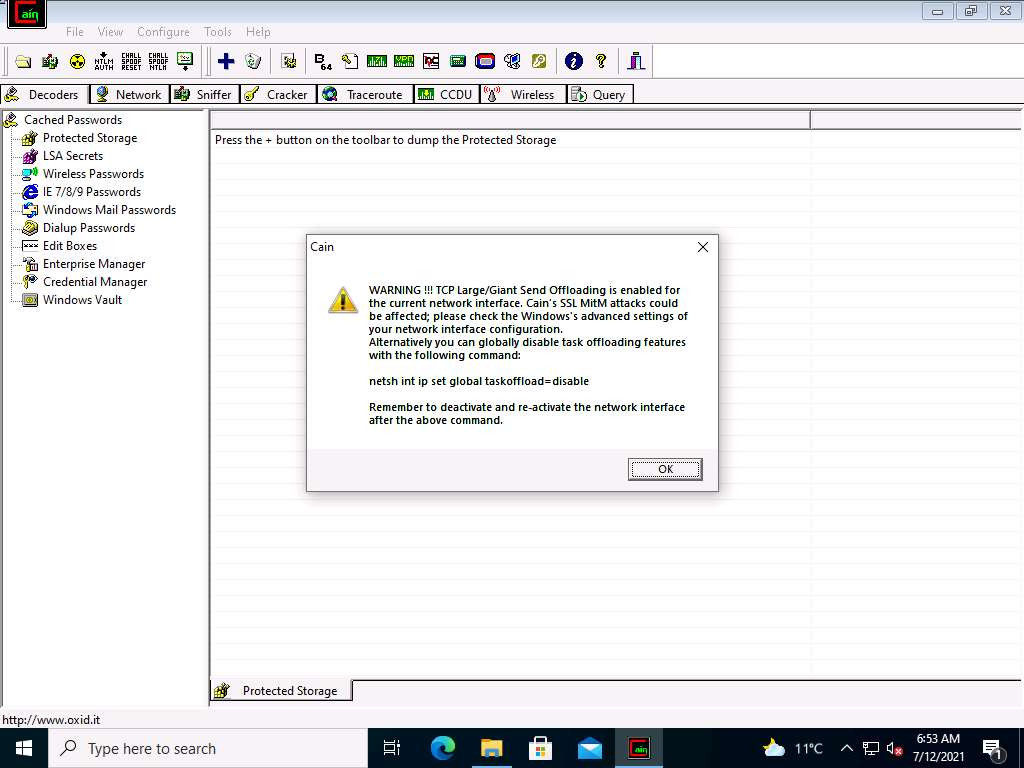 Cain
File View Configure Tools Help
NTLM AUTH
CHALL SPOOF RESET
CHALL SPOOF NTLM
B 64
Decoders Network Sniffer Cracker Traceroute CCDU Wireless Query
Cached Passwords
Protected Storage
LSA Secrets
Wireless Passwords
IE 7/8/9 Passwords
Windows Mail Passwords
Dialup Passwords
Edit Boxes
Enterprise Manager
Credential Manager
Windows Vault
Press the + button on the toolbar to dump the Protected Storage
Cain
WARNING !!! TCP Large/Giant Send Offloading is enabled for
the current network interface. Cain's SSL MitM attacks could
be affected; please check the Windows's advanced settings of
your network interface configuration.
Alternatively you can globally disable task offloading features
with the following command:
netsh int ip set global taskoffload=disable
Remember to deactivate and re-activate the network interface
after the above command.
OK
Protected Storage
http://www.oxid.it
Type here to search
Cain
11°C
6:53 AM
7/12/2021
1